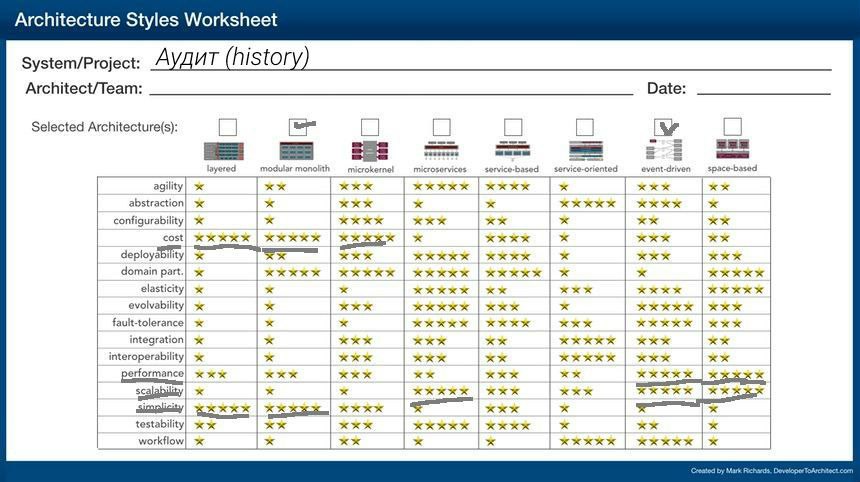 Architecture Styles Worksheet
System/Project: Аудит (history)
Architect/Team: Date:
Selected Architecture(s):
layered modular monolith microkernel microservices service-based service-oriented event-driven space-based
agility
abstraction
configurability
cost
deployability
domain part.
elasticity
evolvability
fault-tolerance
integration
interoperability
performance
scalability
simplicity
testability
workflow
Created by Mark Richards, DeveloperToArchitect.com